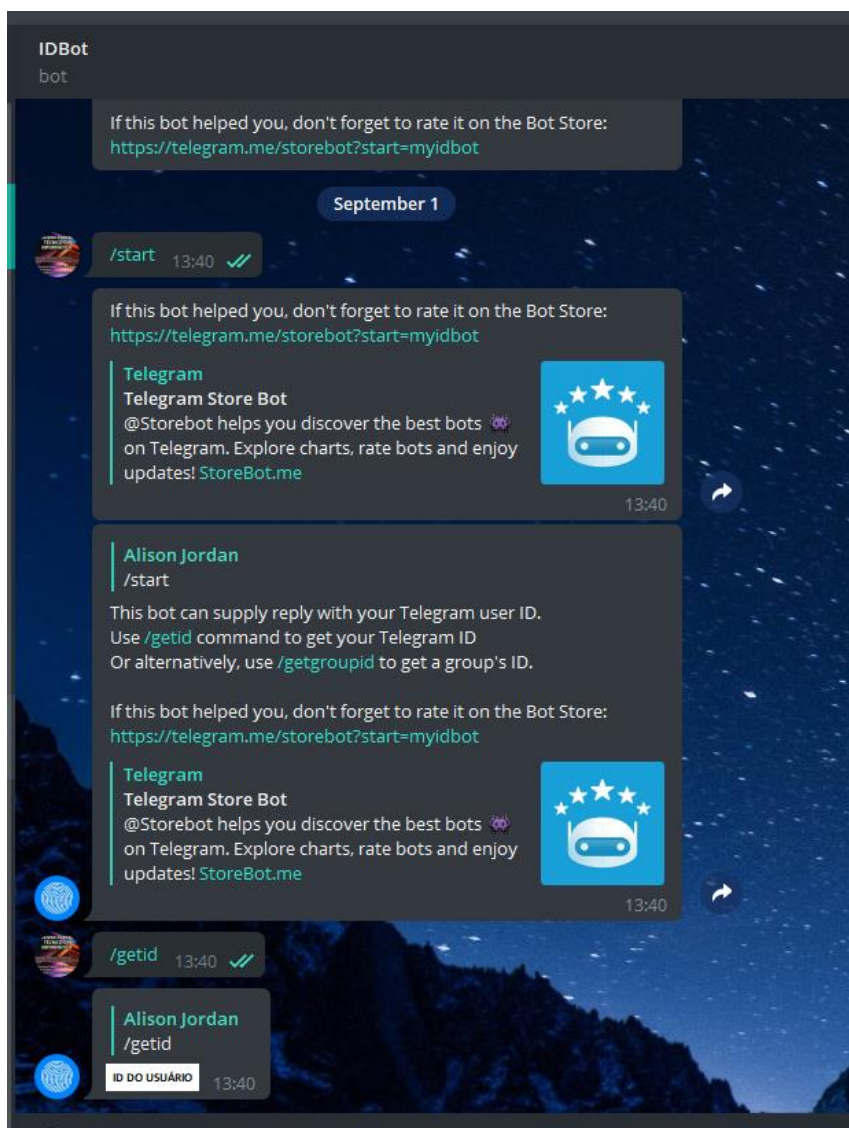 IDBot
bot
If this bot helped you, don't forget to rate it on the Bot Store:
https://telegram.me/storebot?start=myidbot
September 1
/start 13:40
If this bot helped you, don't forget to rate it on the Bot Store:
https://telegram.me/storebot?start=myidbot
Telegram
Telegram Store Bot
@Storebot helps you discover the best bots 👾
on Telegram. Explore charts, rate bots and enjoy
updates! StoreBot.me
13:40
Alison Jordan
/start
This bot can supply reply with your Telegram user ID.
Use /getid command to get your Telegram ID
Or alternatively, use /getgroupid to get a group's ID.
If this bot helped you, don't forget to rate it on the Bot Store:
https://telegram.me/storebot?start=myidbot
Telegram
Telegram Store Bot
@Storebot helps you discover the best bots 👾
on Telegram. Explore charts, rate bots and enjoy
updates! StoreBot.me
13:40
/getid 13:40
Alison Jordan
/getid
ID DO USUÁRIO 13:40